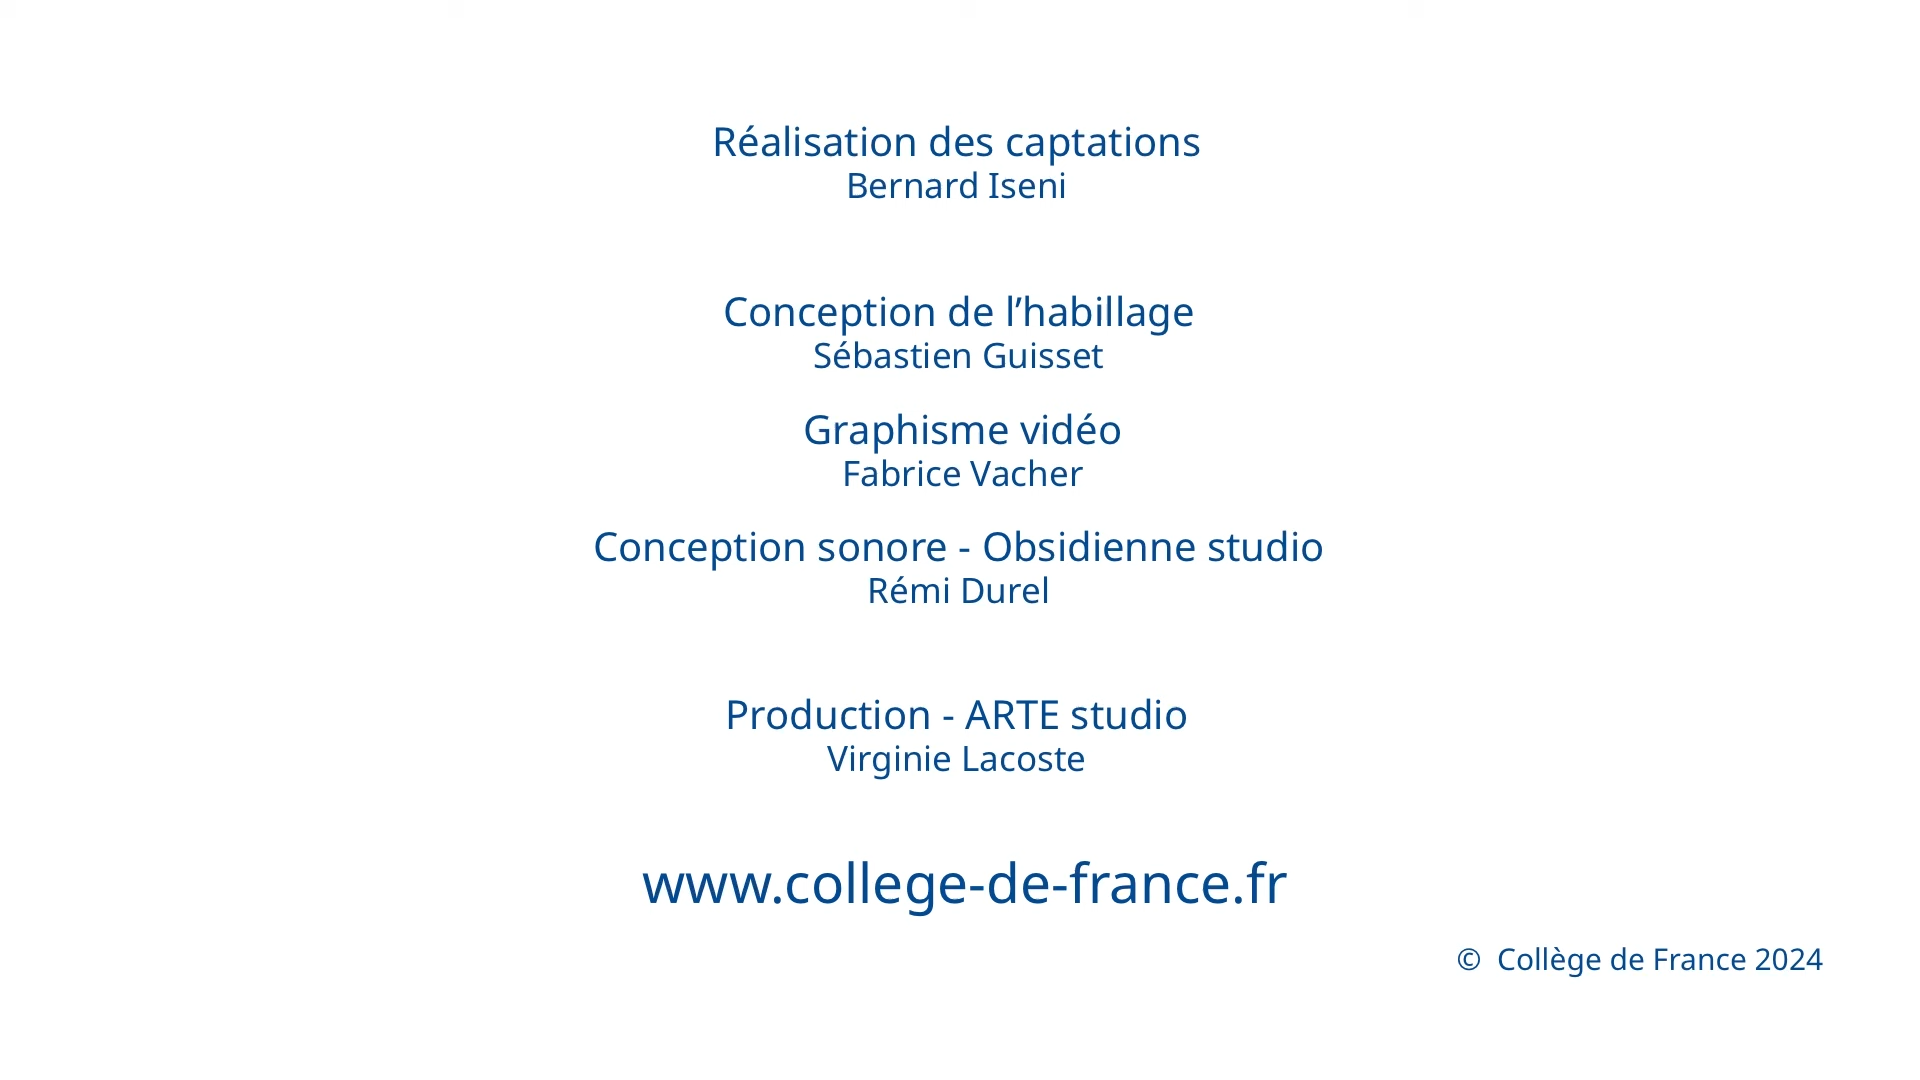 Réalisation des captations
Bernard Iseni
Conception de l’habillage
Sébastien Guisset
Graphisme vidéo
Fabrice Vacher
Conception sonore - Obsidienne studio
Rémi Durel
Production - ARTE studio
Virginie Lacoste
www.college-de-france.fr
© Collège de France 2024